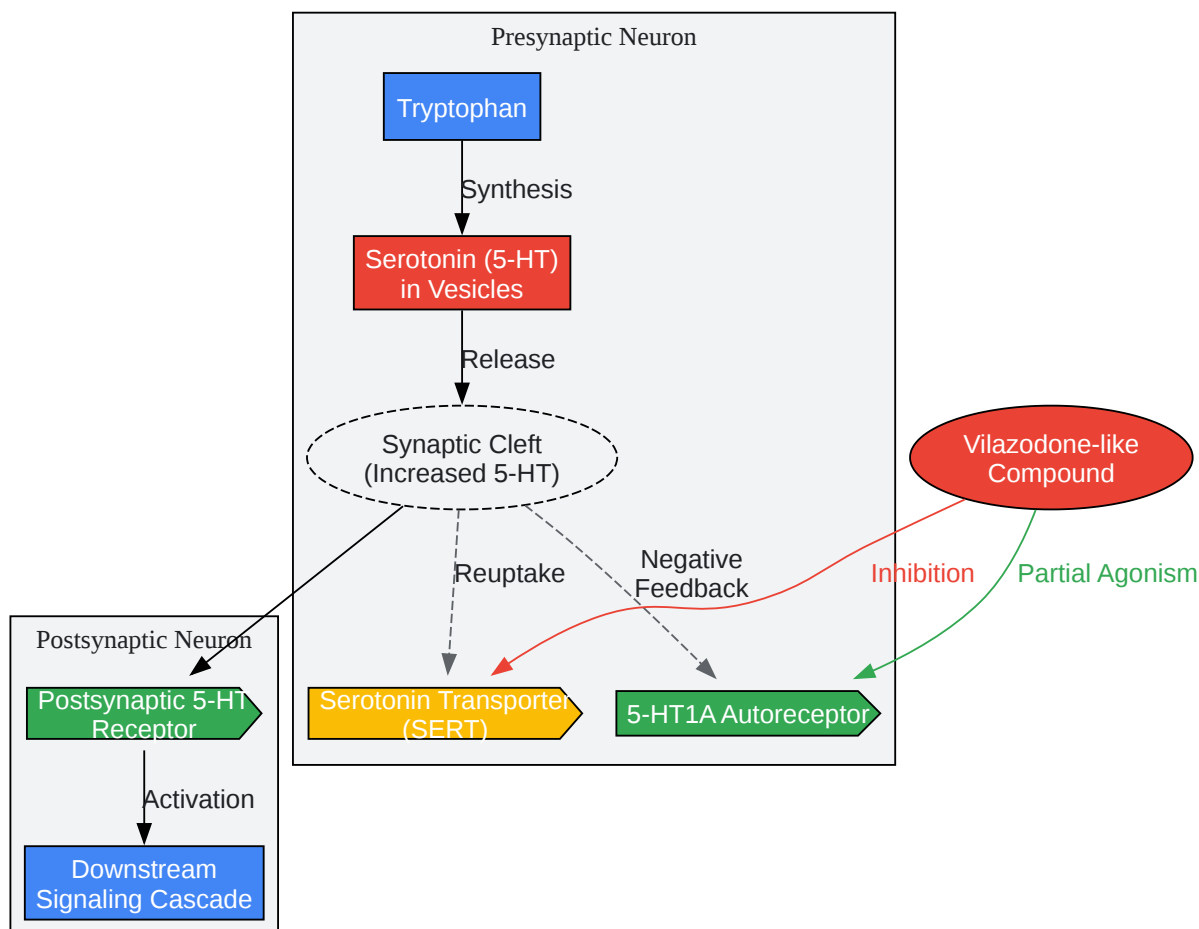 Presynaptic Neuron
Tryptophan
Synthesis
Serotonin (5-HT)
in Vesicles
Release
Synaptic Cleft
(Increased 5-HT)
Vilazodone-like
Compound
Reuptake
Negative
Feedback
Inhibition
Partial Agonism
Postsynaptic Neuron
Postsynaptic 5-HT
Receptor
Serotonin Transporter
(SERT)
5-HT1A Autoreceptor
Activation
Downstream
Signaling Cascade